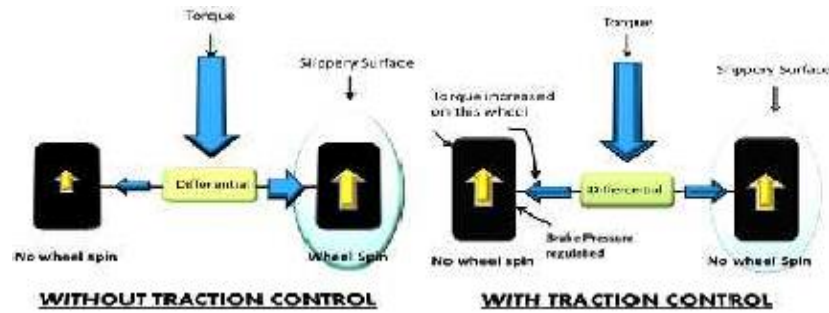 Torque
Slippery Surface
Differential
No wheel spin
Wheel Spin
WITHOUT TRACTION CONTROL
Torque
Slippery Surface
Torque increased
on this wheel
Differential
Brake Pressure
regulated
No wheel spin
No wheel Spin
WITH TRACTION CONTROL